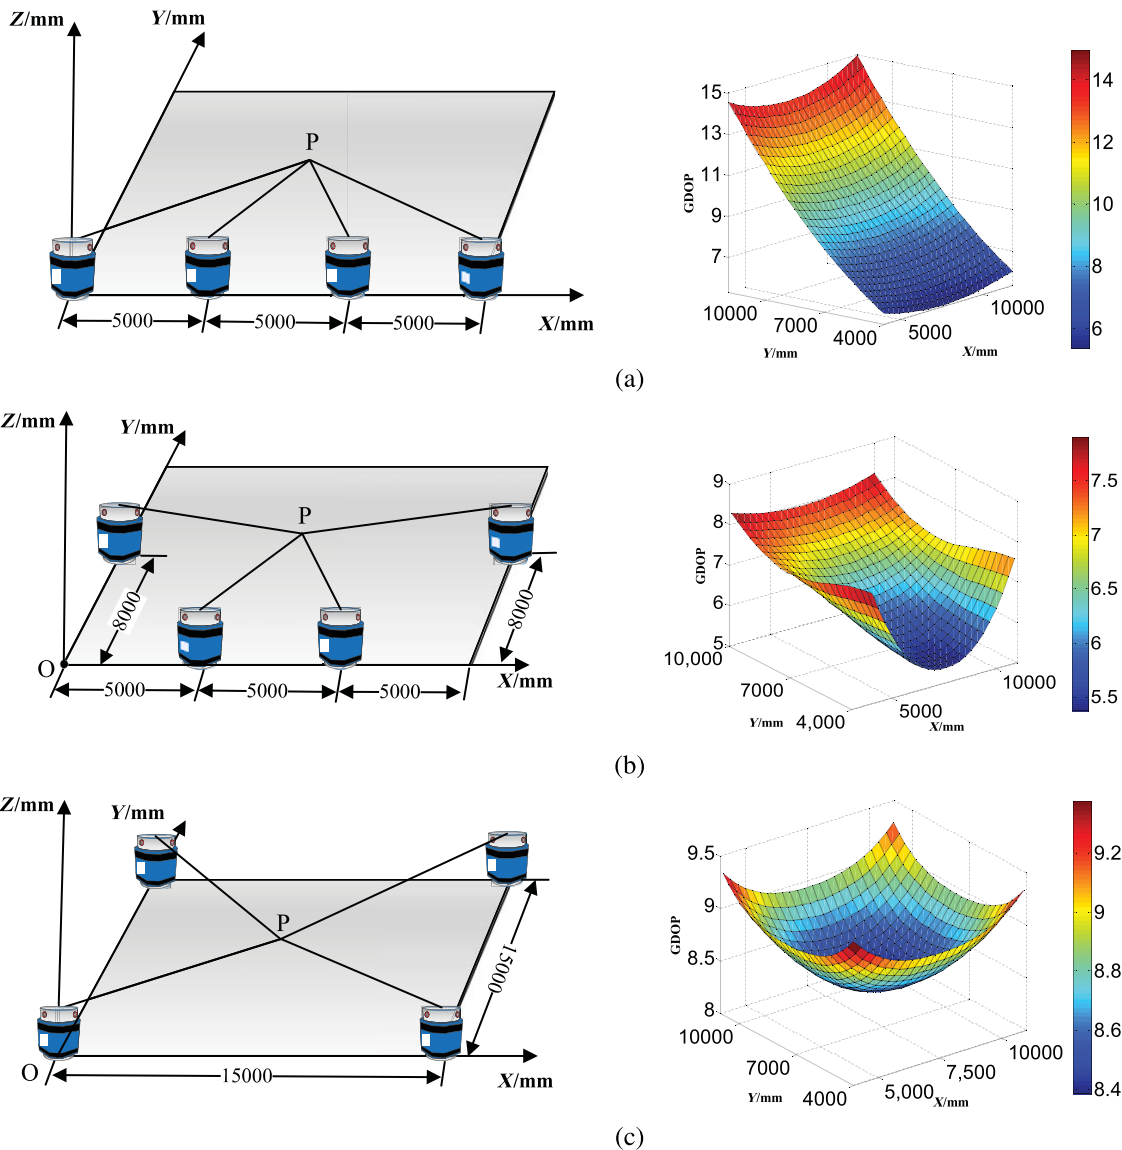 Z/mm
Y/mm
P
5000
5000
5000
X/mm
GDOP
15
13
11
9
7
10000
7000
4000
Y/mm
5000
10000
X/mm
14
12
10
8
6
(a)
Z/mm
Y/mm
P
8000
8000
O
5000
5000
5000
X/mm
GDOP
9
8
7
6
5
10,000
7000
4,000
Y/mm
5000
10000
X/mm
7.5
7
6.5
6
5.5
(b)
Z/mm
Y/mm
P
15000
O
15000
X/mm
GDOP
9.5
9
8.5
8
10000
7000
4000
Y/mm
5,000
7,500
10000
X/mm
9.2
9
8.8
8.6
8.4
(c)